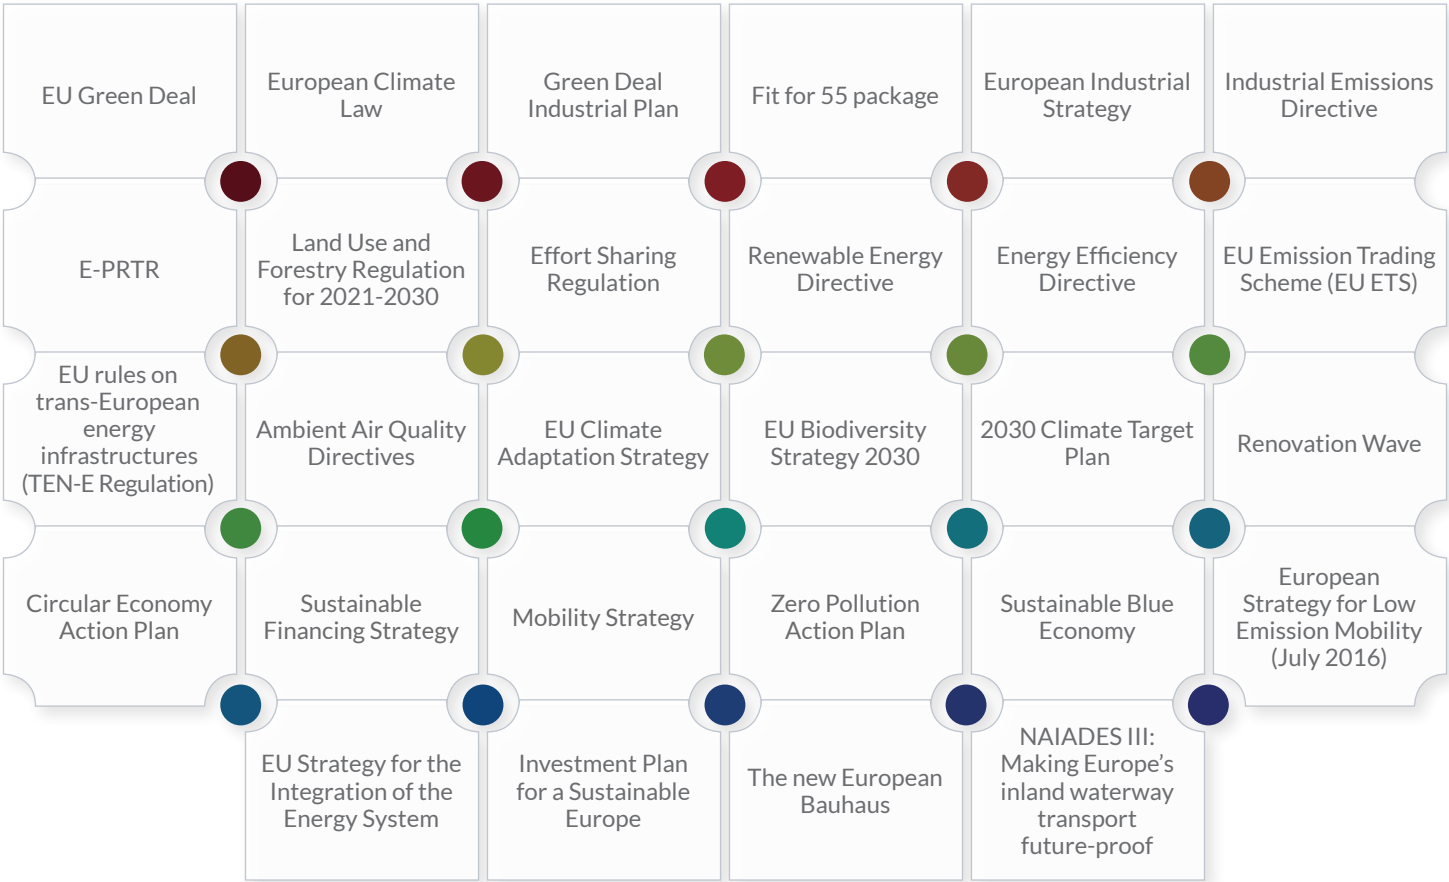 EU Green Deal
European Climate
Law
Green Deal
Industrial Plan
Fit for 55 package
European Industrial
Strategy
Industrial Emissions
Directive
E-PRTR
Land Use and
Forestry Regulation
for 2021-2030
Effort Sharing
Regulation
Renewable Energy
Directive
Energy Efficiency
Directive
EU Emission Trading
Scheme (EU ETS)
EU rules on
trans-European
energy
infrastructures
(TEN-E Regulation)
Ambient Air Quality
Directives
EU Climate
Adaptation Strategy
EU Biodiversity
Strategy 2030
2030 Climate Target
Plan
Renovation Wave
Circular Economy
Action Plan
Sustainable
Financing Strategy
Mobility Strategy
Zero Pollution
Action Plan
Sustainable Blue
Economy
European
Strategy for Low
Emission Mobility
(July 2016)
EU Strategy for the
Integration of the
Energy System
Investment Plan
for a Sustainable
Europe
The new European
Bauhaus
NAIADES III:
Making Europe’s
inland waterway
transport
future-proof